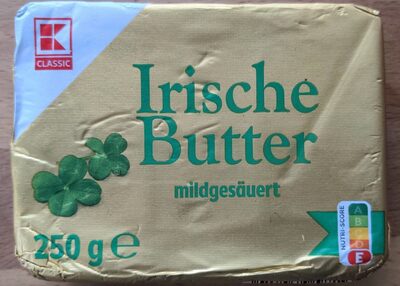 K
CLASSIC
Irische
Butter
mildgesäuert
250 g ℮
NUTRI-SCORE
A
B
C
D
E